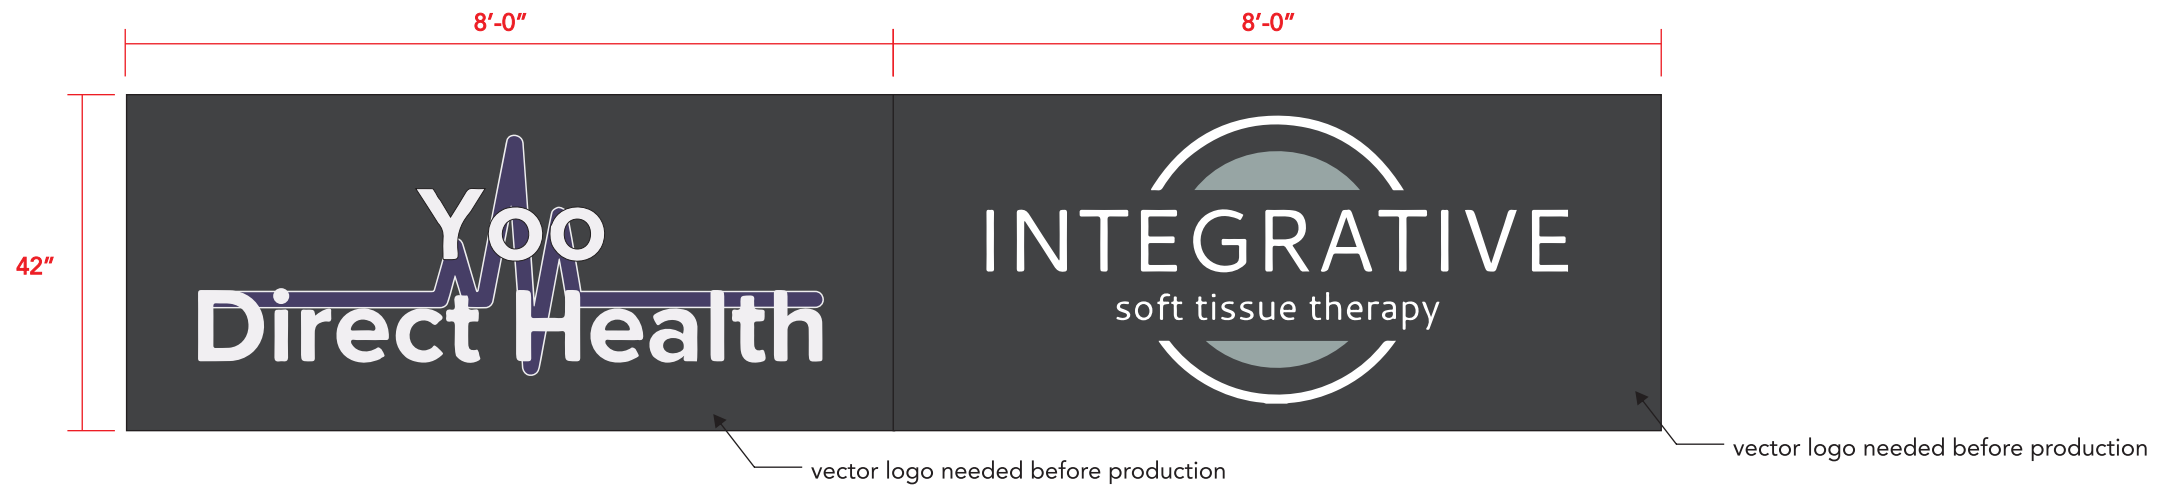 8’-0”
8’-0”
42”
Yoo
Direct Health
INTEGRATIVE
soft tissue therapy
vector logo needed before production
vector logo needed before production